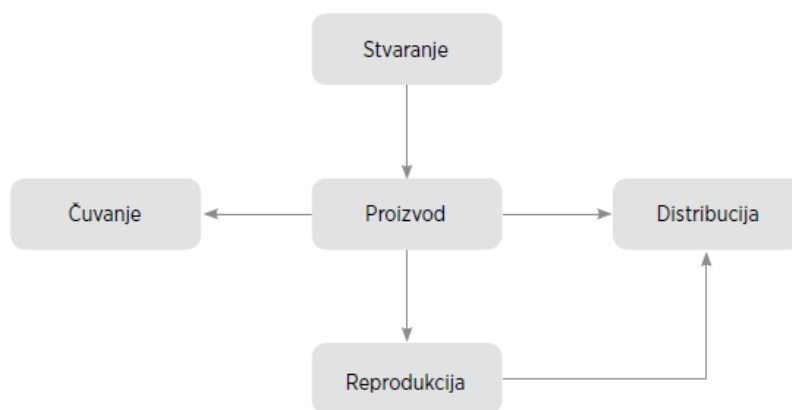 Stvaranje
Čuvanje
Proizvod
Distribucija
Reprodukcija